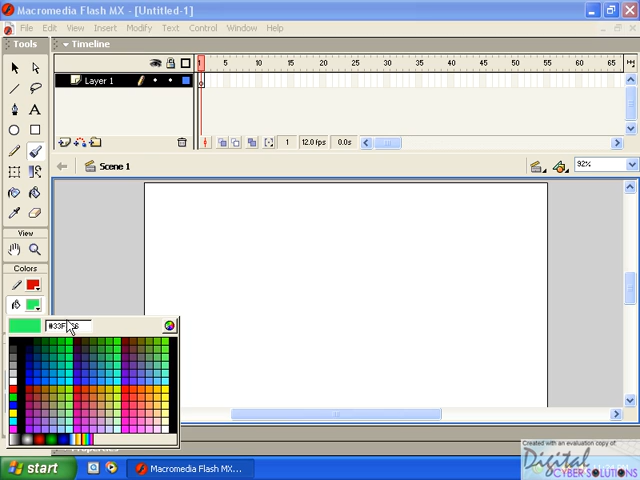 Macromedia Flash MX - [Untitled-1]
File Edit View Insert Modify Text Control Window Help
Tools
Timeline
1 5 10 15 20 25 30 35 40 45 50 55 60 65
Layer 1
1 12.0 fps 0.0s
Scene 1
92%
View
Colors
start
Macromedia Flash MX...
Created with an evaluation copy of
Digital
CYBER SOLUTIONS